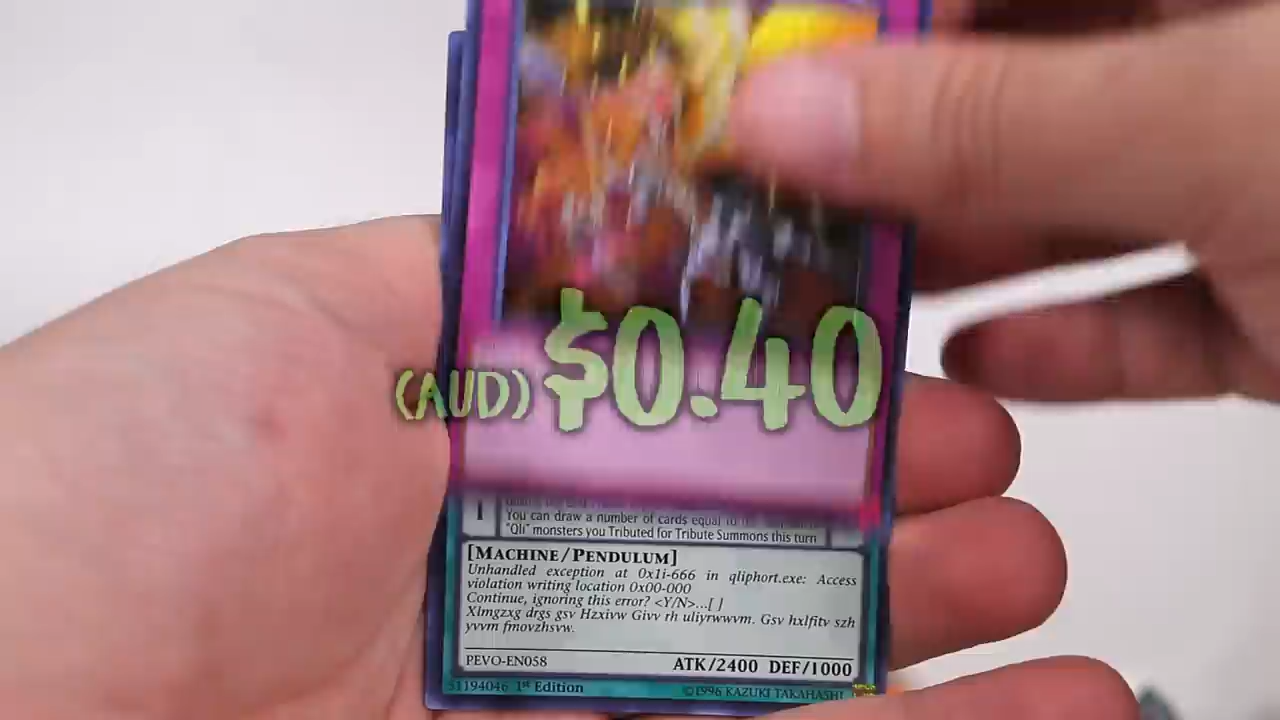 (AUD) $0.40
1
You can draw a number of cards equal to the
"Qli" monsters you Tributed for Tribute Summons this turn
[MACHINE/PENDULUM]
Unhandled exception at 0x1i-666 in qliphort.exe: Access
violation writing location 0x00-000
Continue, ignoring this error? <Y/N>...[ ]
Xlmgzxg drgs gsv Hzxivw Givv rh uliyrwwvm. Gsv hxlfitv szh
yvvm fmovzhsvw.
PEVO-EN058
ATK/2400 DEF/1000
51194046 1st Edition
©1996 KAZUKI TAKAHASHI